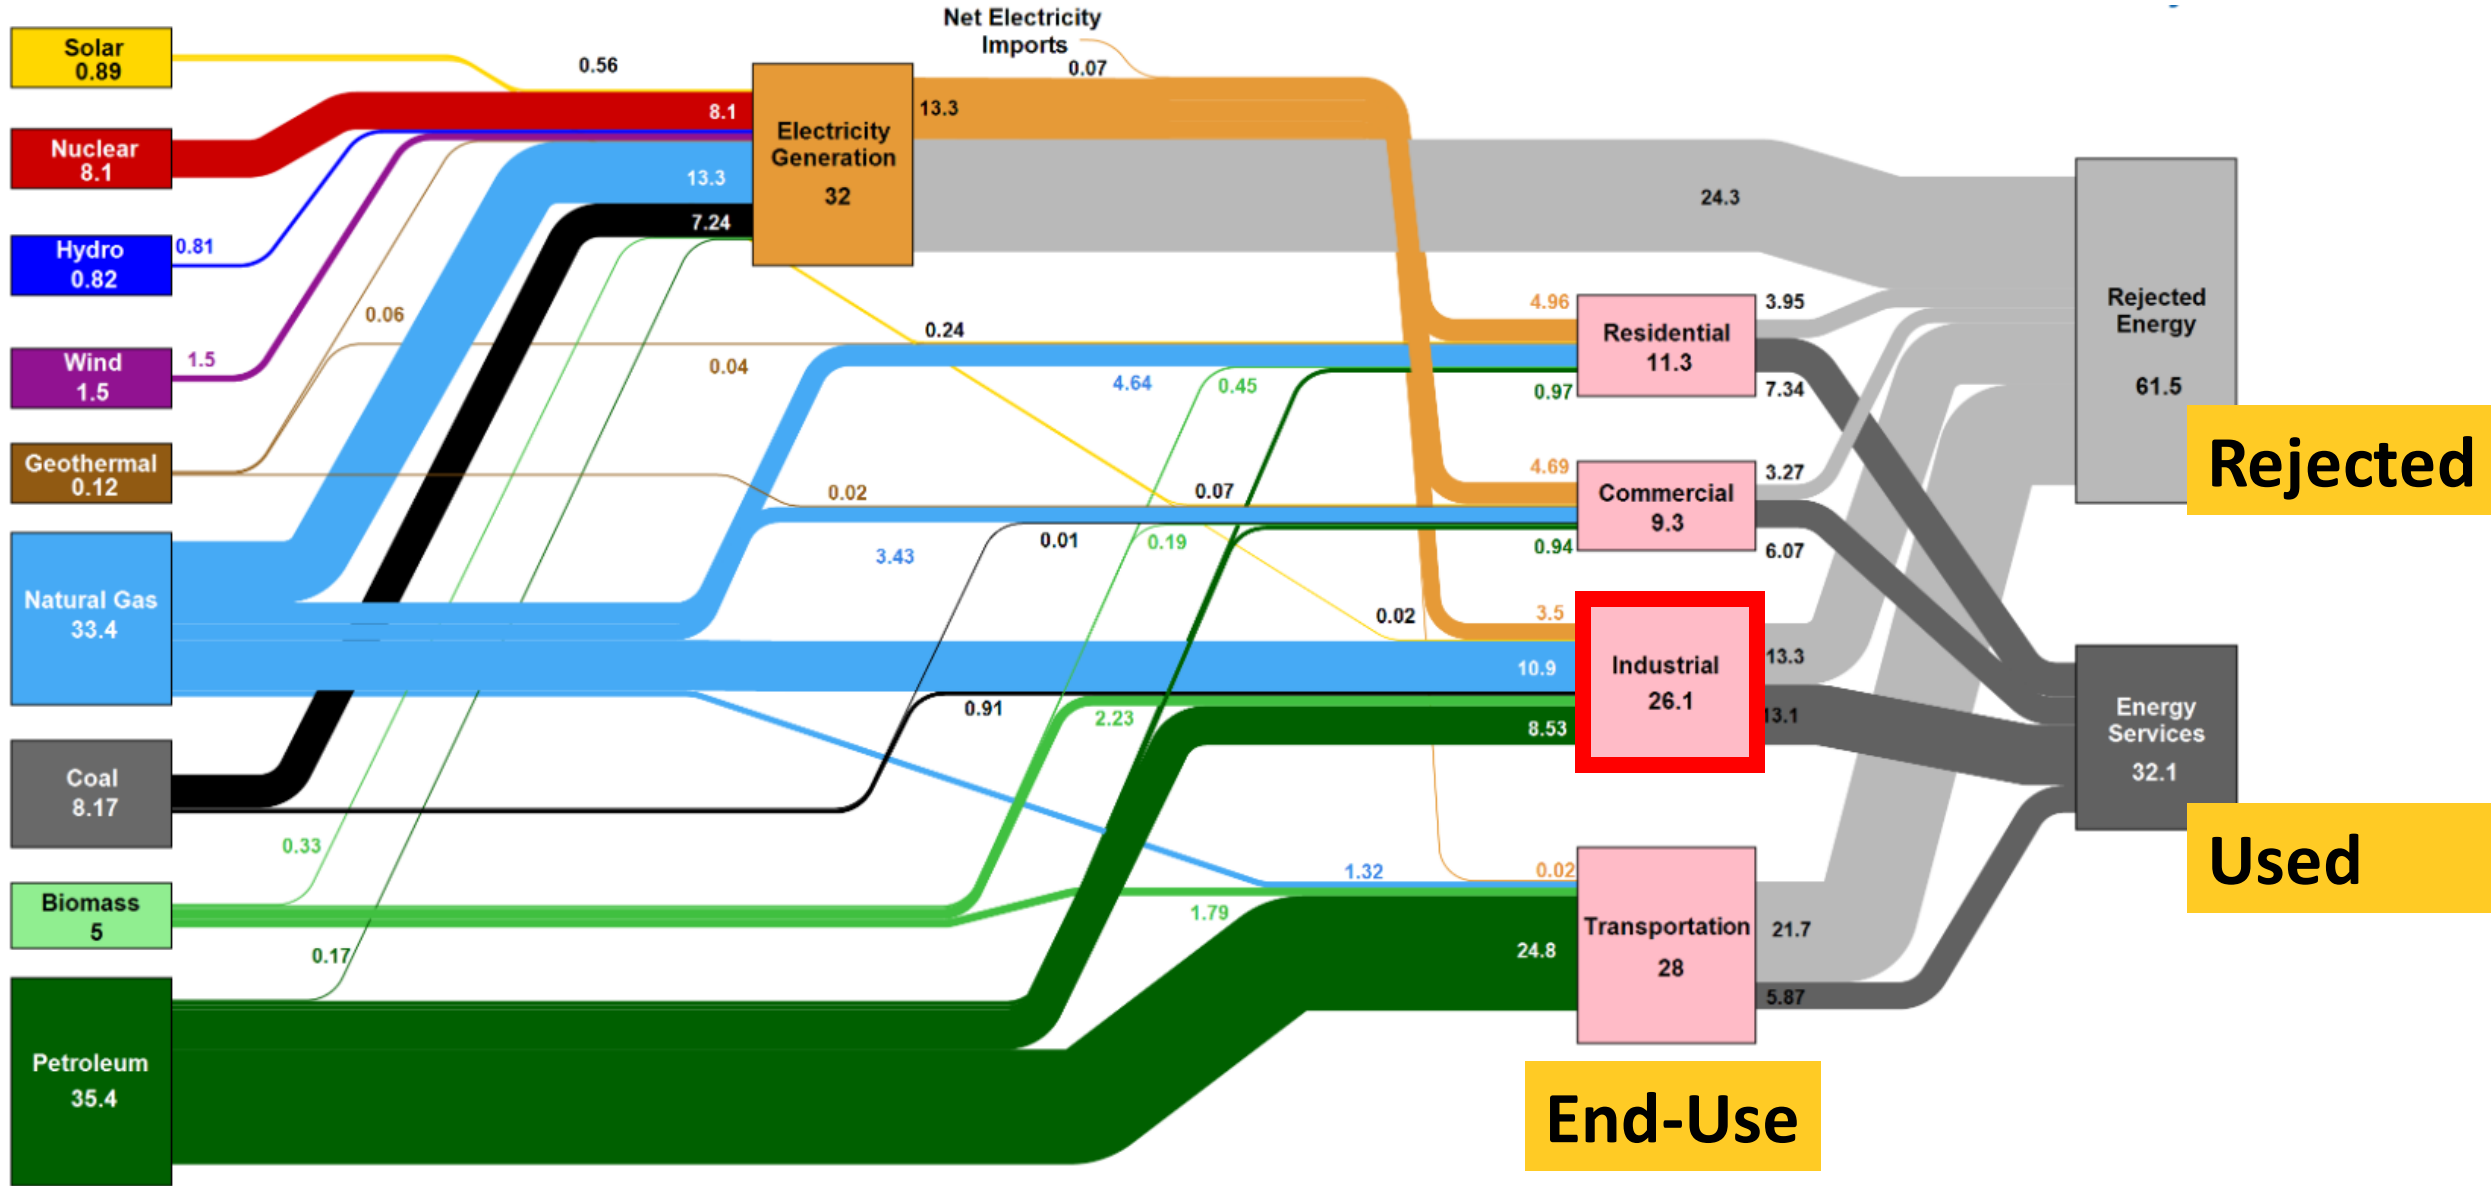 Net Electricity
Imports
Solar
0.89
0.56
0.07
Nuclear
8.1
8.1
Electricity
Generation
32
13.3
13.3
7.24
24.3
Hydro
0.82
0.81
Wind
1.5
1.5
0.06
0.24
0.04
4.64
0.45
4.96
0.97
Residential
11.3
3.95
7.34
Rejected
Energy
61.5
Rejected
Geothermal
0.12
0.02
0.07
3.43
0.01
0.19
4.69
0.94
Commercial
9.3
3.27
6.07
Natural Gas
33.4
0.02
3.5
10.9
0.91
2.23
8.53
Industrial
26.1
13.3
13.1
Energy
Services
32.1
Used
Coal
8.17
0.33
Biomass
5
0.17
1.32
0.02
1.79
24.8
Transportation
28
21.7
5.87
Petroleum
35.4
End-Use